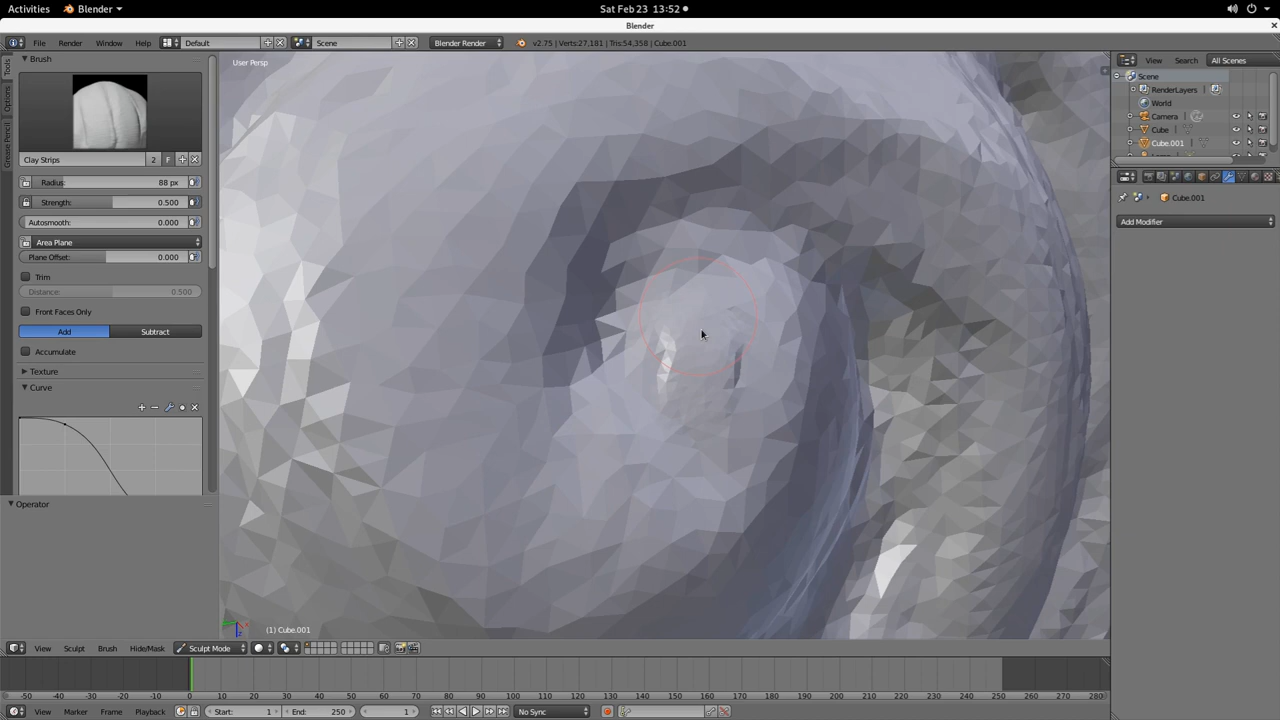 Activities Blender Sat Feb 23 13:52
Blender
File Render Window Help Default Scene Blender Render v2.75 | Verts:27,181 | Tris:54,358 | Cube.001
View Search All Scenes
Tools
Options
Grease Pencil
Brush
Clay Strips 2 F
Radius: 88 px
Strength: 0.500
Autosmooth: 0.000
Area Plane
Plane Offset: 0.000
Trim
Distance: 0.500
Front Faces Only
Add Subtract
Accumulate
Texture
Curve
Operator
User Persp
(1) Cube.001
Scene
RenderLayers
World
Camera
Cube
Cube.001
Cube.001
Add Modifier
View Sculpt Brush Hide/Mask Sculpt Mode
-50 -40 -30 -20 -10 0 10 20 30 40 50 60 70 80 90 100 110 120 130 140 150 160 170 180 190 200 210 220 230 240 250 260 270 280
View Marker Frame Playback Start: 1 End: 250 1 No Sync